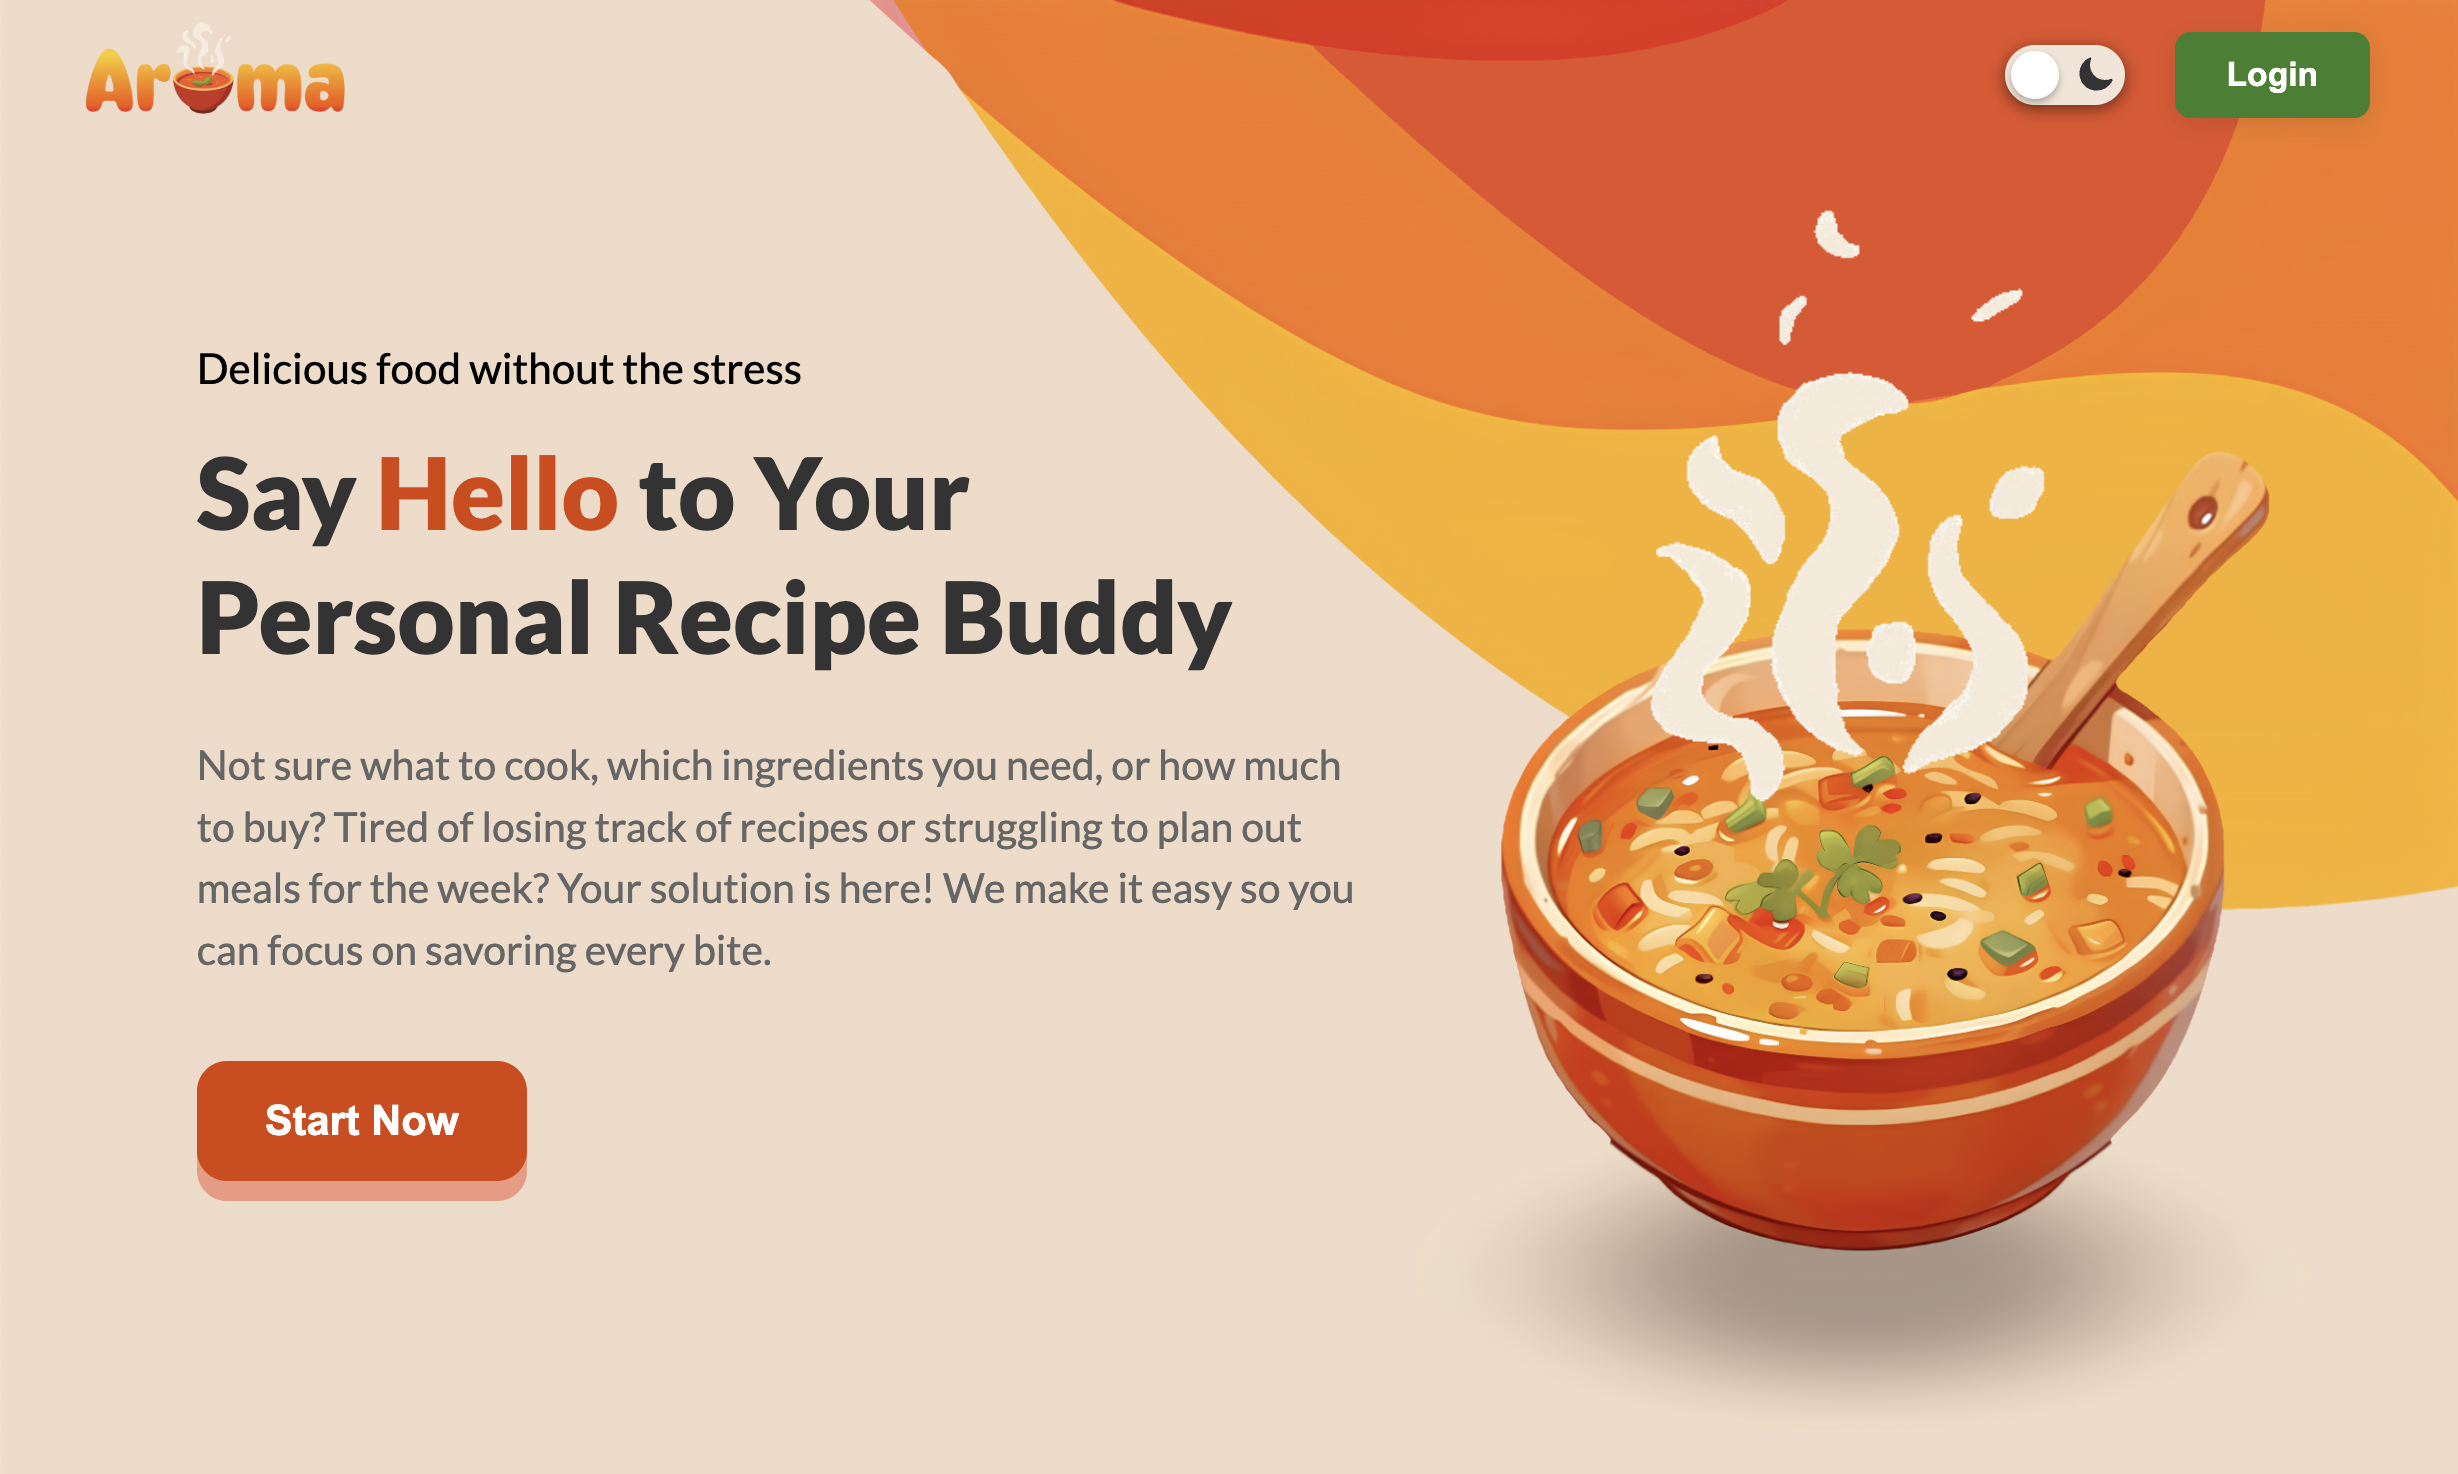 Aroma
Login
Delicious food without the stress
Say Hello to Your
Personal Recipe Buddy
Not sure what to cook, which ingredients you need, or how much
to buy? Tired of losing track of recipes or struggling to plan out
meals for the week? Your solution is here! We make it easy so you
can focus on savoring every bite.
Start Now